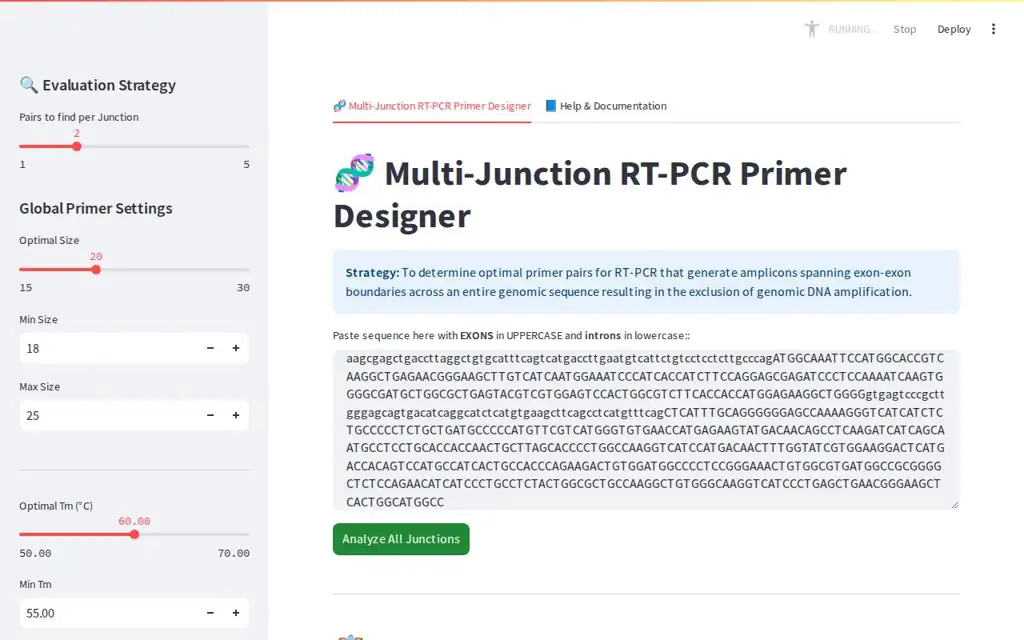 RUNNING...
Stop
Deploy
Evaluation Strategy
Pairs to find per Junction
2
1 5
Global Primer Settings
Optimal Size
20
15 30
Min Size
18
Max Size
25
Optimal Tm (°C)
60.00
50.00 70.00
Min Tm
55.00
Multi-Junction RT-PCR Primer Designer
Help & Documentation
Multi-Junction RT-PCR Primer
Designer
Strategy: To determine optimal primer pairs for RT-PCR that generate amplicons spanning exon-exon
boundaries across an entire genomic sequence resulting in the exclusion of genomic DNA amplification.
Paste sequence here with EXONS in UPPERCASE and introns in lowercase::
aagcgagctgaccttaggctgtgcatttcagtcatgaccttgaatgtcattctgtcctcctcttgcccagATGGCAAATTCCATGGCACCGTC
AAGGCTGAGAACGGGAAGCTTGTCATCAATGGAAATCCCATCACCATCTTCCAGGAGCGAGATCCCTCCAAAATCAAGTG
GGGCGATGCTGGCGCTGAGTACGTCGTGGAGTCCACTGGCGTCTTCACCACCATGGAGAAGGCTGGGGgtgagtcccgctt
gggagcagtgacatcaggcatctcatgtgaagcttcagcctcatgtttcagCTCATTTGCAGGGGGGAGCCAAAAGGGTCATCATCTC
TGCCCCCTCTGCTGATGCCCCCATGTTCGTCATGGGTGTGAACCATGAGAAGTATGACAACAGCCTCAAGATCATCAGCA
ATGCCTCCTGCACCACCAACTGCTTAGCACCCCTGGCCAAGGTCATCCATGACAACTTTGGTATCGTGGAAGGACTCATG
ACCACAGTCCATGCCATCACTGCCACCCAGAAGACTGTGGATGGCCCCTCCGGGAAACTGTGGCGTGATGGCCGCGGGG
CTCTCCAGAACATCATCCCTGCCTCTACTGGCGCTGCCAAGGCTGTGGGCAAGGTCATCCCTGAGCTGAACGGGAAGCT
CACTGGCATGGCC
Analyze All Junctions